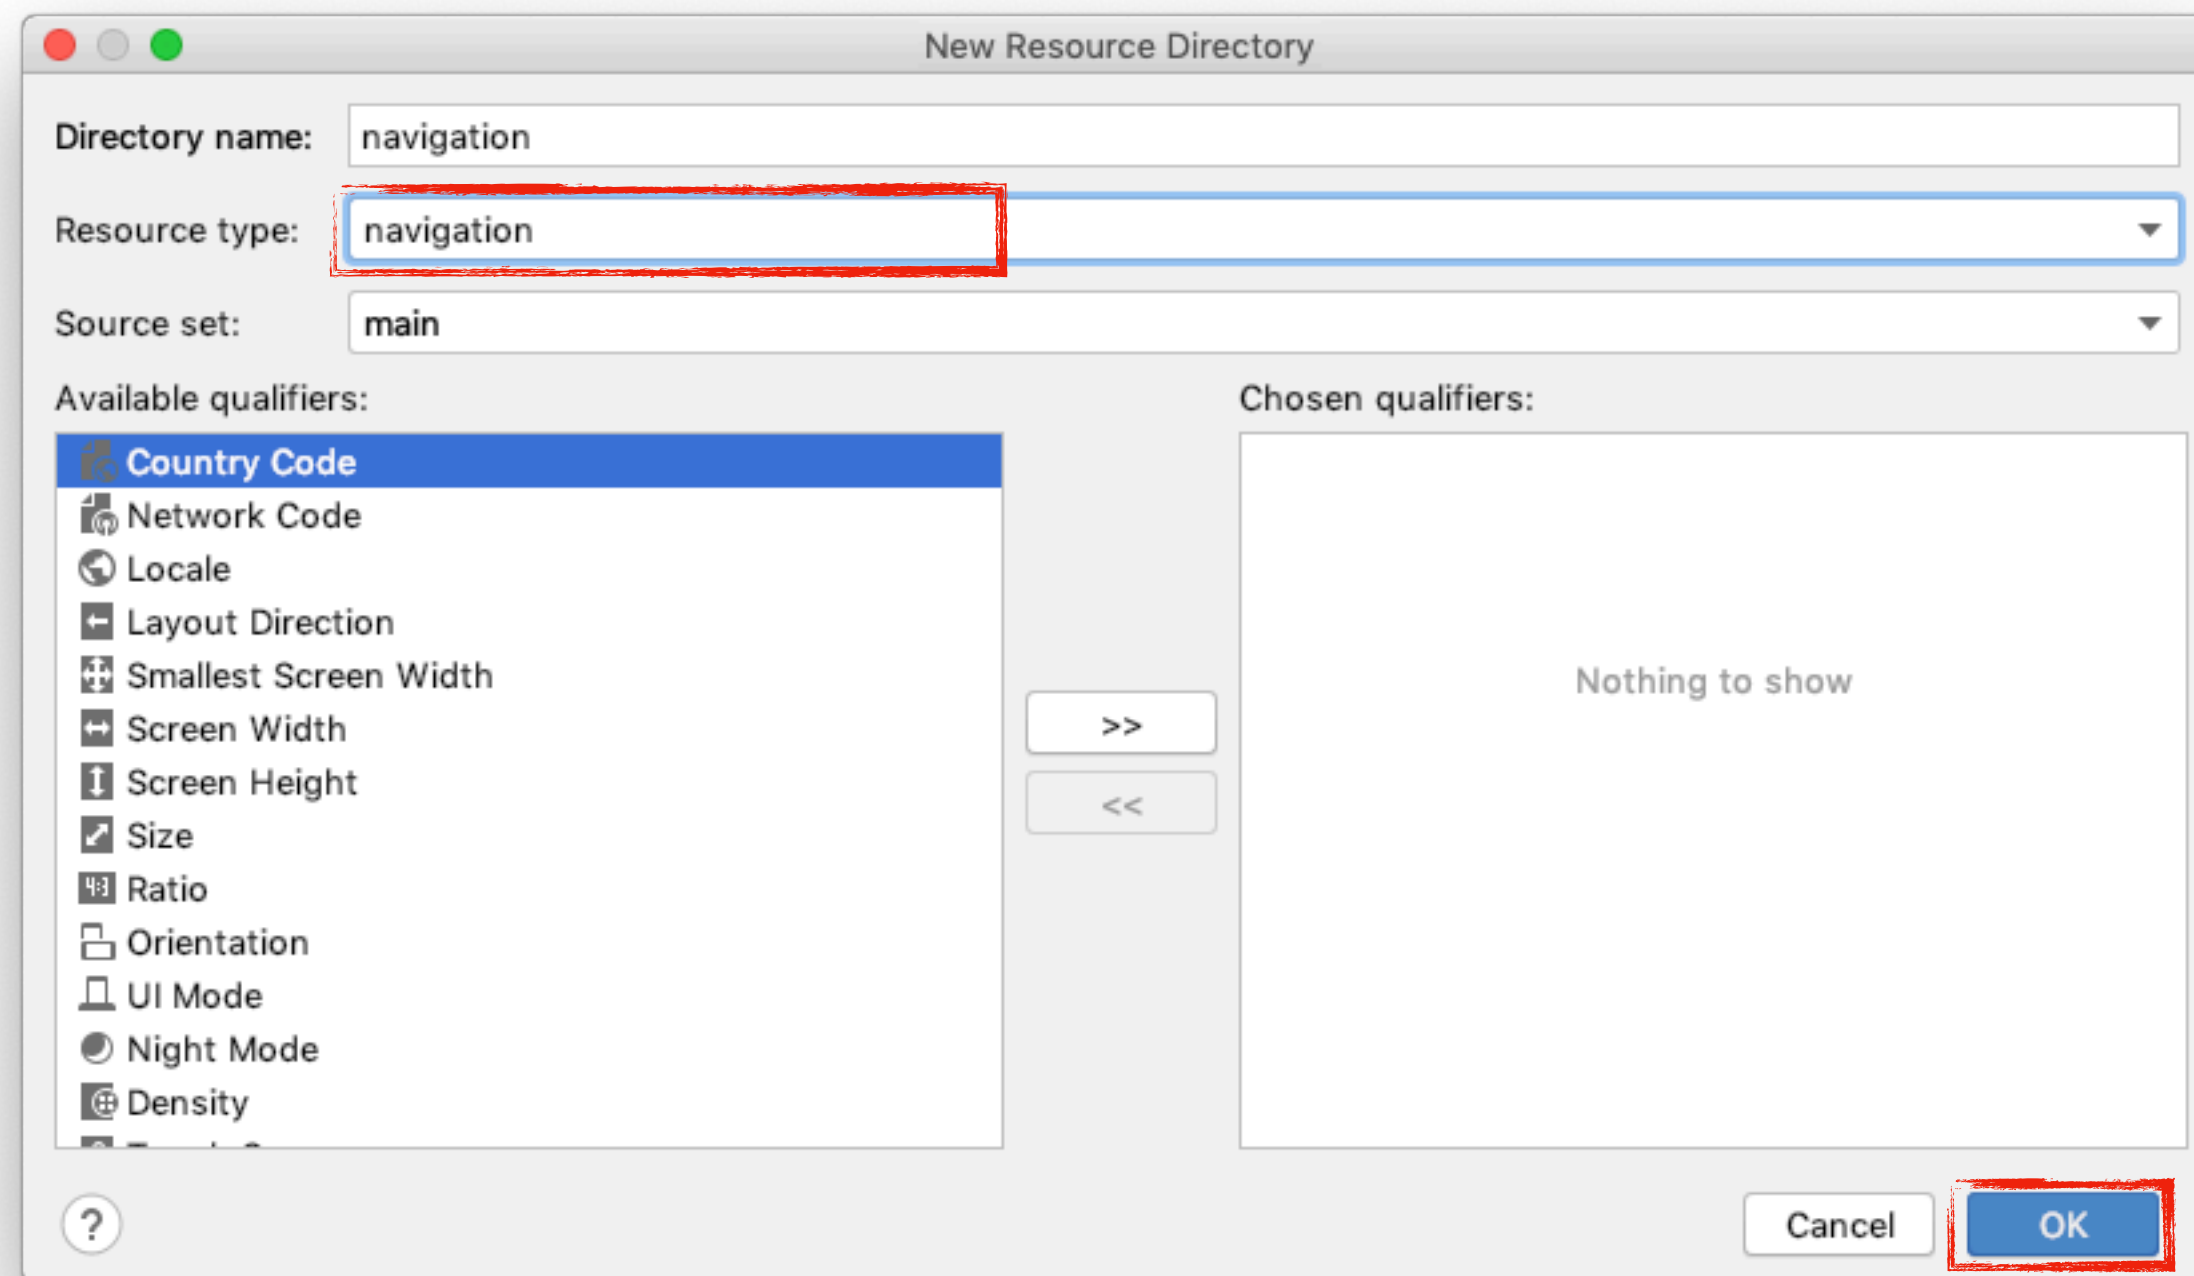 New Resource Directory
Directory name: navigation
Resource type: navigation
Source set: main
Available qualifiers:
Chosen qualifiers:
Country Code
Network Code
Locale
Layout Direction
Smallest Screen Width
Screen Width
Screen Height
Size
4:3 Ratio
Orientation
UI Mode
Night Mode
Density
>>
<<
Nothing to show
?
Cancel
OK